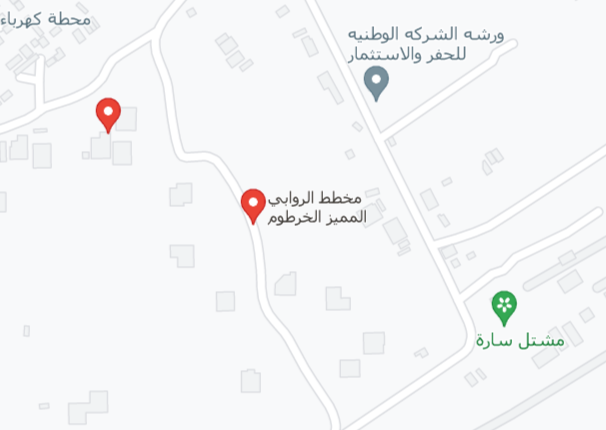 محطة كهرباء
ورشه الشركه الوطنيه
للحفر والاستثمار
مخطط الروابي
المميز الخرطوم
مشتل سارة